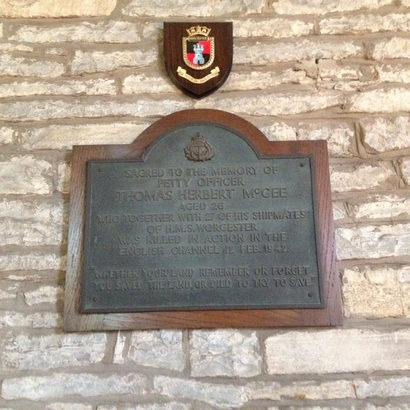 SACRED TO THE MEMORY OF
PETTY OFFICER
THOMAS HERBERT McGEE
AGED 26
WHO TOGETHER WITH 27 OF HIS SHIPMATES
OF H.M.S. WORCESTER
WAS KILLED IN ACTION IN THE
ENGLISH CHANNEL 12 FEB. 1942
WHETHER YOUR LAND REMEMBER OR FORGET
YOU SAVED THE LAND, OR DIED TO TRY TO SAVE